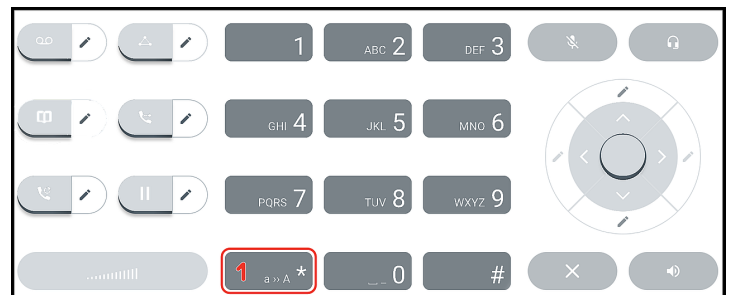 1
ABC 2
DEF 3
GHI 4
JKL 5
MNO 6
PQRS 7
TUV 8
WXYZ 9
1 a »» A *
0
#